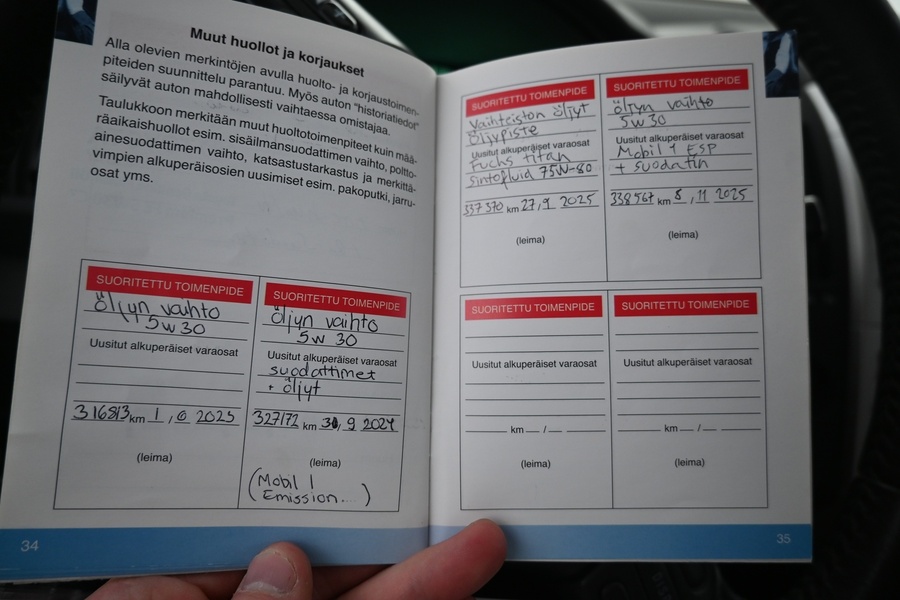 Muut huollot ja korjaukset
Alla olevien merkintöjen avulla huolto- ja korjaustoimen-
piteiden suunnittelu parantuu. Myös auton "historiatiedot"
säilyvät auton mahdollisesti vaihtaessa omistajaa.
Taulukkoon merkitään muut huoltotoimenpiteet kuin mää-
räaikaishuollot esim. sisäilmansuodattimen vaihto, poltto-
ainesuodattimen vaihto, katsastustarkastus ja merkittä-
vimpien alkuperäisosien uusimiset esim. pakoputki, jarru-
osat yms.
SUORITETTU TOIMENPIDE
öljyn vaihto
5w30
Uusitut alkuperäiset varaosat
km 1, 2023
(leima)
SUORITETTU TOIMENPIDE
öljyn vaihto
5w 30
Uusitut alkuperäiset varaosat
suodattimet
+ öljyt
327172 km 9 2024
(leima)
(Mobil 1
Emission...)
34
SUORITETTU TOIMENPIDE
Vaihteiston öljyt
Öljypiste
Uusitut alkuperäiset varaosat
Fuchs titan
Sintofluid 75W-80
337370 km 27,9 2025
(leima)
SUORITETTU TOIMENPIDE
öljyn vaihto
5w30
Uusitut alkuperäiset varaosat
Mobil 1 ESP
+ suodatin
338567 km 8, 11 2025
(leima)
SUORITETTU TOIMENPIDE
Uusitut alkuperäiset varaosat
km /
(leima)
SUORITETTU TOIMENPIDE
Uusitut alkuperäiset varaosat
km /
(leima)
35